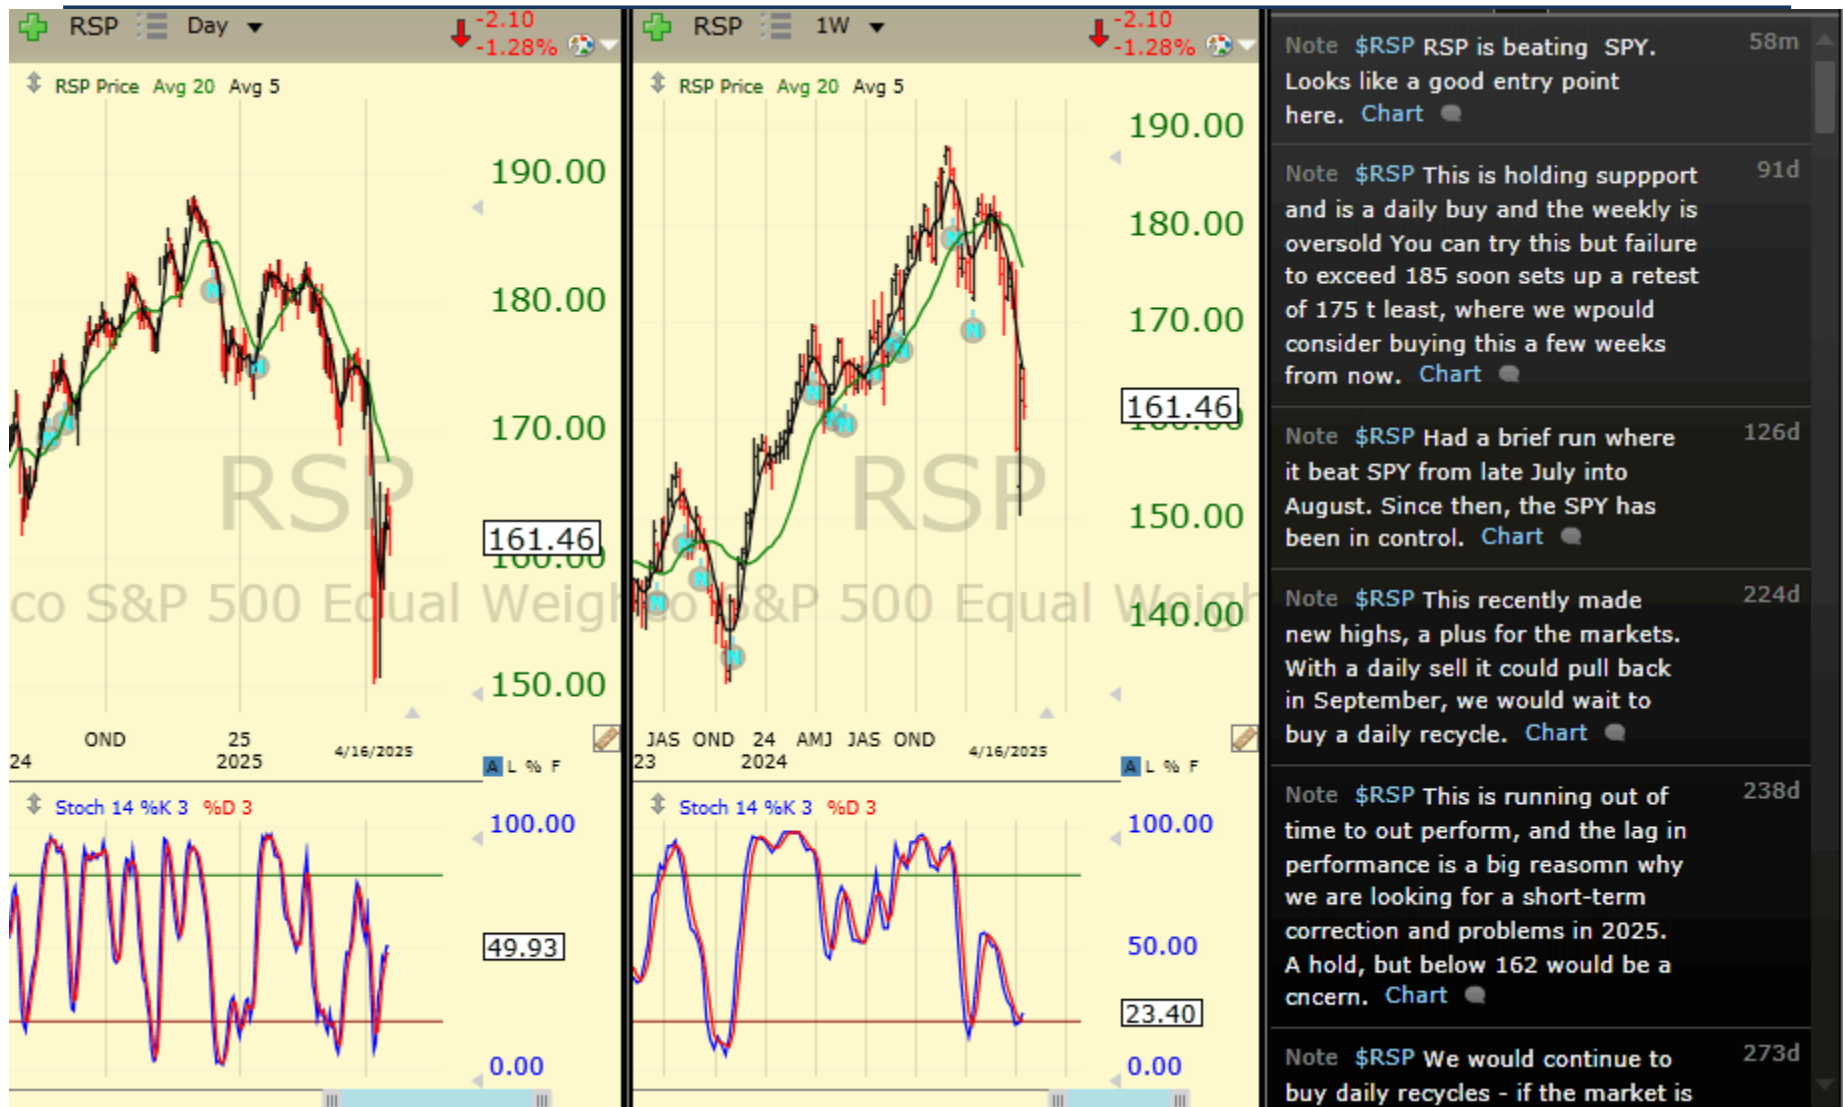 RSP Day -2.10
-1.28%
RSP Price Avg 20 Avg 5
190.00
180.00
170.00
RSP
161.46
160.00
co S&P 500 Equal Weigh
150.00
OND 25 4/16/2025
24 2025
A L % F
Stoch 14 %K 3 %D 3
100.00
49.93
0.00
RSP 1W -2.10
-1.28%
RSP Price Avg 20 Avg 5
190.00
180.00
170.00
161.46
160.00
RSP
150.00
co S&P 500 Equal Weigh
140.00
JAS OND 24 AMJ JAS OND 4/16/2025
23 2024
A L % F
Stoch 14 %K 3 %D 3
100.00
50.00
23.40
0.00
Note $RSP RSP is beating SPY. 58m
Looks like a good entry point
here. Chart
Note $RSP This is holding suppport 91d
and is a daily buy and the weekly is
oversold You can try this but failure
to exceed 185 soon sets up a retest
of 175 t least, where we wpould
consider buying this a few weeks
from now. Chart
Note $RSP Had a brief run where 126d
it beat SPY from late July into
August. Since then, the SPY has
been in control. Chart
Note $RSP This recently made 224d
new highs, a plus for the markets.
With a daily sell it could pull back
in September, we would wait to
buy a daily recycle. Chart
Note $RSP This is running out of 238d
time to out perform, and the lag in
performance is a big reasomn why
we are looking for a short-term
correction and problems in 2025.
A hold, but below 162 would be a
cncern. Chart
Note $RSP We would continue to 273d
buy daily recycles - if the market is